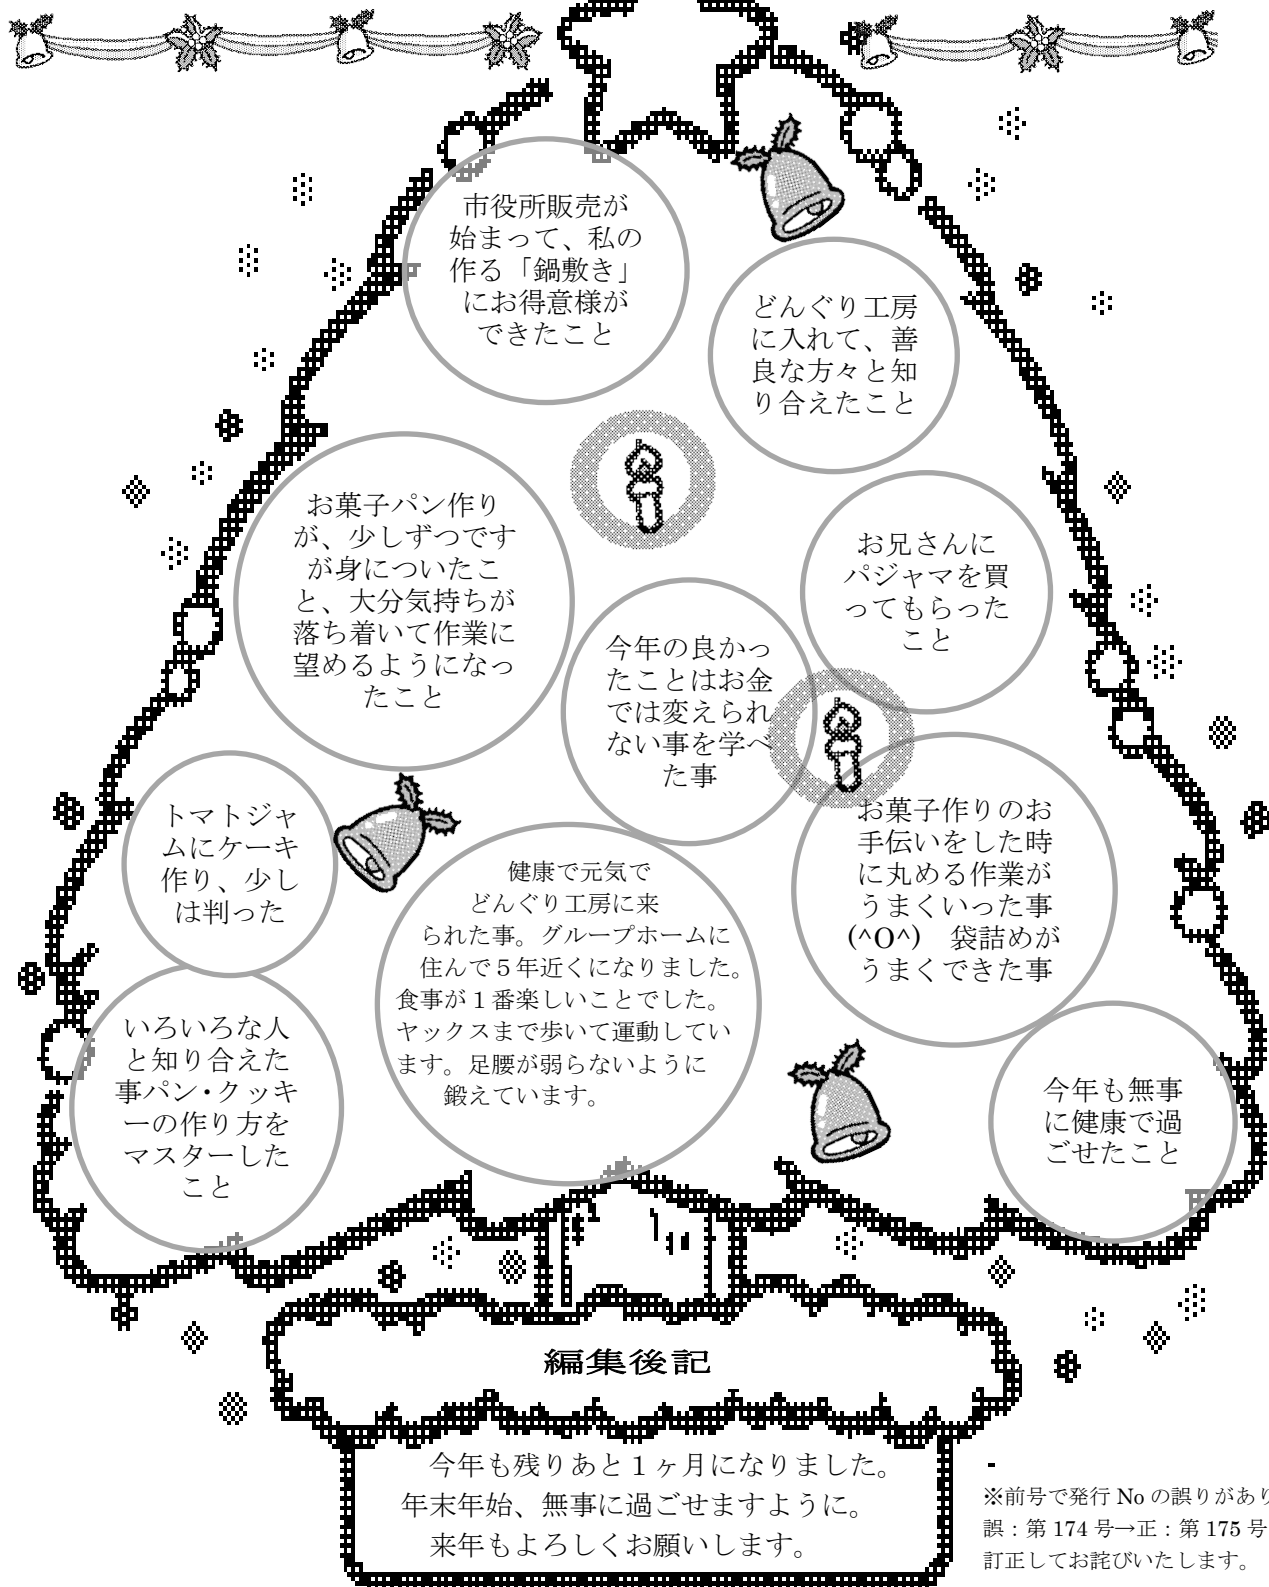 市役所販売が
始まって、私の
作る「鍋敷き」
にお得意様が
できたこと
どんぐり工房
に入れて、善
良な方々と知
り合えたこと
お菓子パン作り
が、少しずつです
が身についたこ
と、大分気持ちが
落ち着いて作業に
望めるようになっ
たこと
お兄さんに
パジャマを買
ってもらった
こと
今年の良かっ
たことはお金
では変えられ
ない事を学べ
た事
トマトジャ
ムにケーキ
作り、少し
は判った
お菓子作りのお
手伝いをした時
に丸める作業が
うまくいった事
(^O^)　袋詰めが
うまくできた事
健康で元気で
どんぐり工房に来
られた事。グループホームに
住んで５年近くになりました。
食事が１番楽しいことでした。
ヤックスまで歩いて運動してい
ます。足腰が弱らないように
鍛えています。
いろいろな人
と知り合えた
事パン・クッキ
ーの作り方を
マスターした
こと
今年も無事
に健康で過
ごせたこと
編集後記
今年も残りあと１ヶ月になりました。
年末年始、無事に過ごせますように。
来年もよろしくお願いします。
※前号で発行 No の誤りがあり
誤：第 174 号→正：第 175 号
訂正してお詫びいたします。